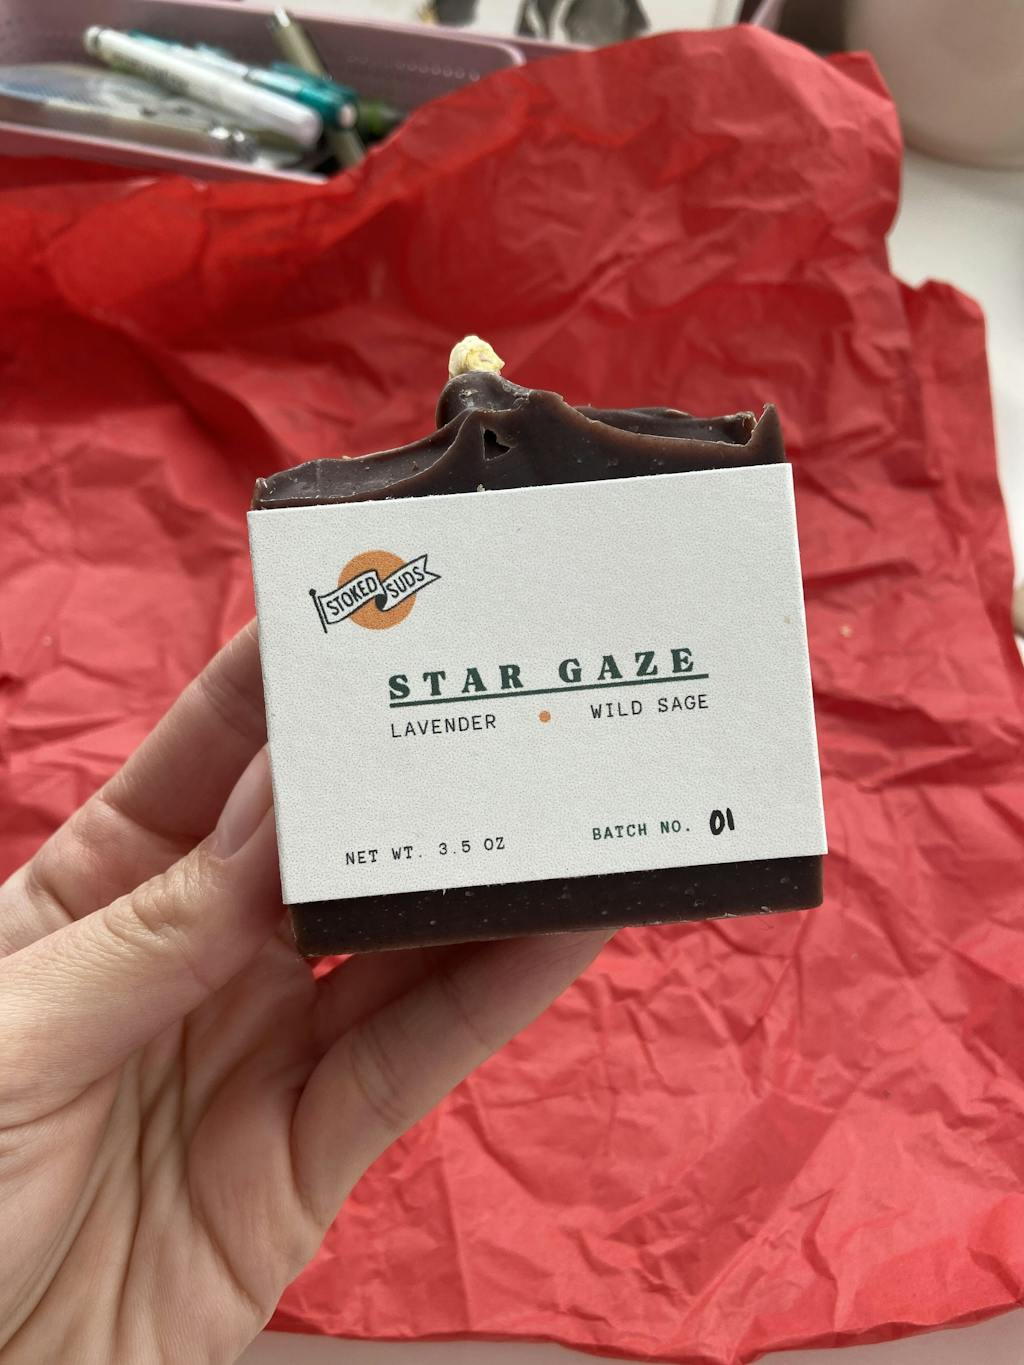 STOKED SUDS
STAR GAZE
LAVENDER • WILD SAGE
NET WT. 3.5 OZ
BATCH NO. 01